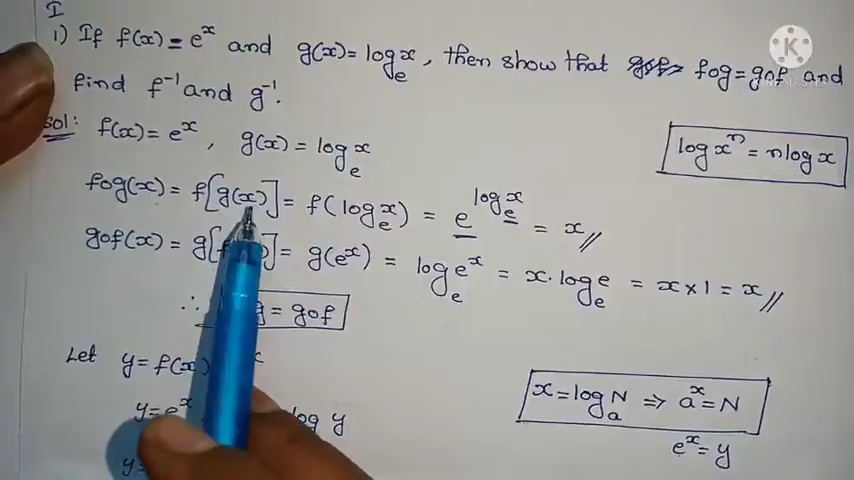 I
1) If f(x) = e^x and g(x) = log_e x, then show that fog = gof and
find f⁻¹ and g⁻¹.
Sol: f(x) = e^x , g(x) = log_e x
log x^n = n log x
fog(x) = f[g(x)] = f(log_e x) = e^(log_e x) = x //
gof(x) = g[ ] = g(e^x) = log_e e^x = x. log_e e = x × 1 = x //
∴ g = gof
Let y = f(x)
x = log_a N ⇒ a^x = N
y = e^x log y
e^x = y
y =
K